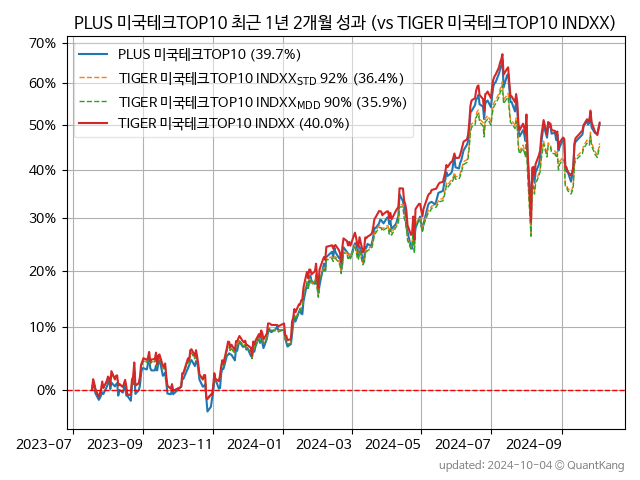 PLUS 미국테크TOP10 최근 1년 2개월 성과 (vs TIGER 미국테크TOP10 INDXX)
70%
60%
50%
40%
30%
20%
10%
0%
PLUS 미국테크TOP10 (39.7%)
TIGER 미국테크TOP10 INDXX STD 92% (36.4%)
TIGER 미국테크TOP10 INDXX MDD 90% (35.9%)
TIGER 미국테크TOP10 INDXX (40.0%)
2023-07 2023-09 2023-11 2024-01 2024-03 2024-05 2024-07 2024-09
updated: 2024-10-04 © QuantKang